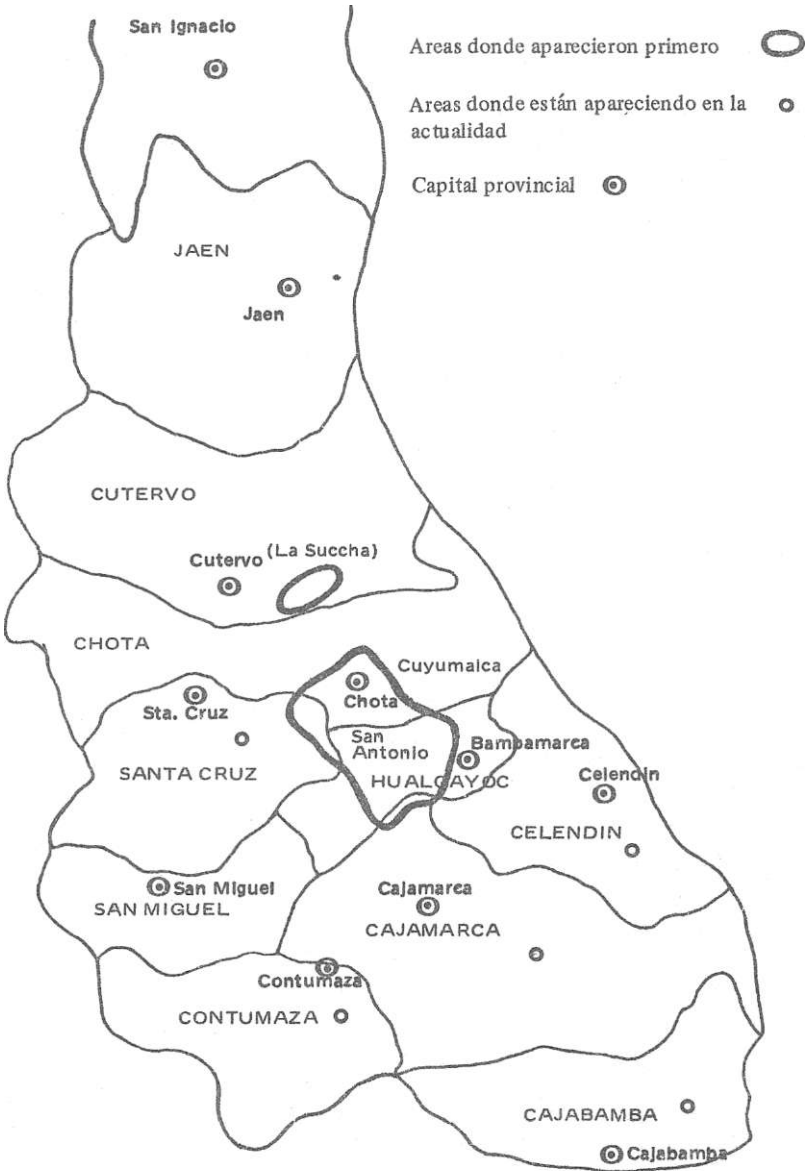 San Ignacio
Areas donde aparecieron primero
Areas donde están apareciendo en la
actualidad
Capital provincial
JAEN
Jaen
CUTERVO
Cutervo
(La Succha)
CHOTA
Cuyumalca
Chota
Sta. Cruz
San
Antonio
Bambamarca
SANTA CRUZ
HUALGAYOC
Celendin
CELENDIN
San Miguel
SAN MIGUEL
Cajamarca
CAJAMARCA
Contumaza
CONTUMAZA
CAJABAMBA
Cajabamba